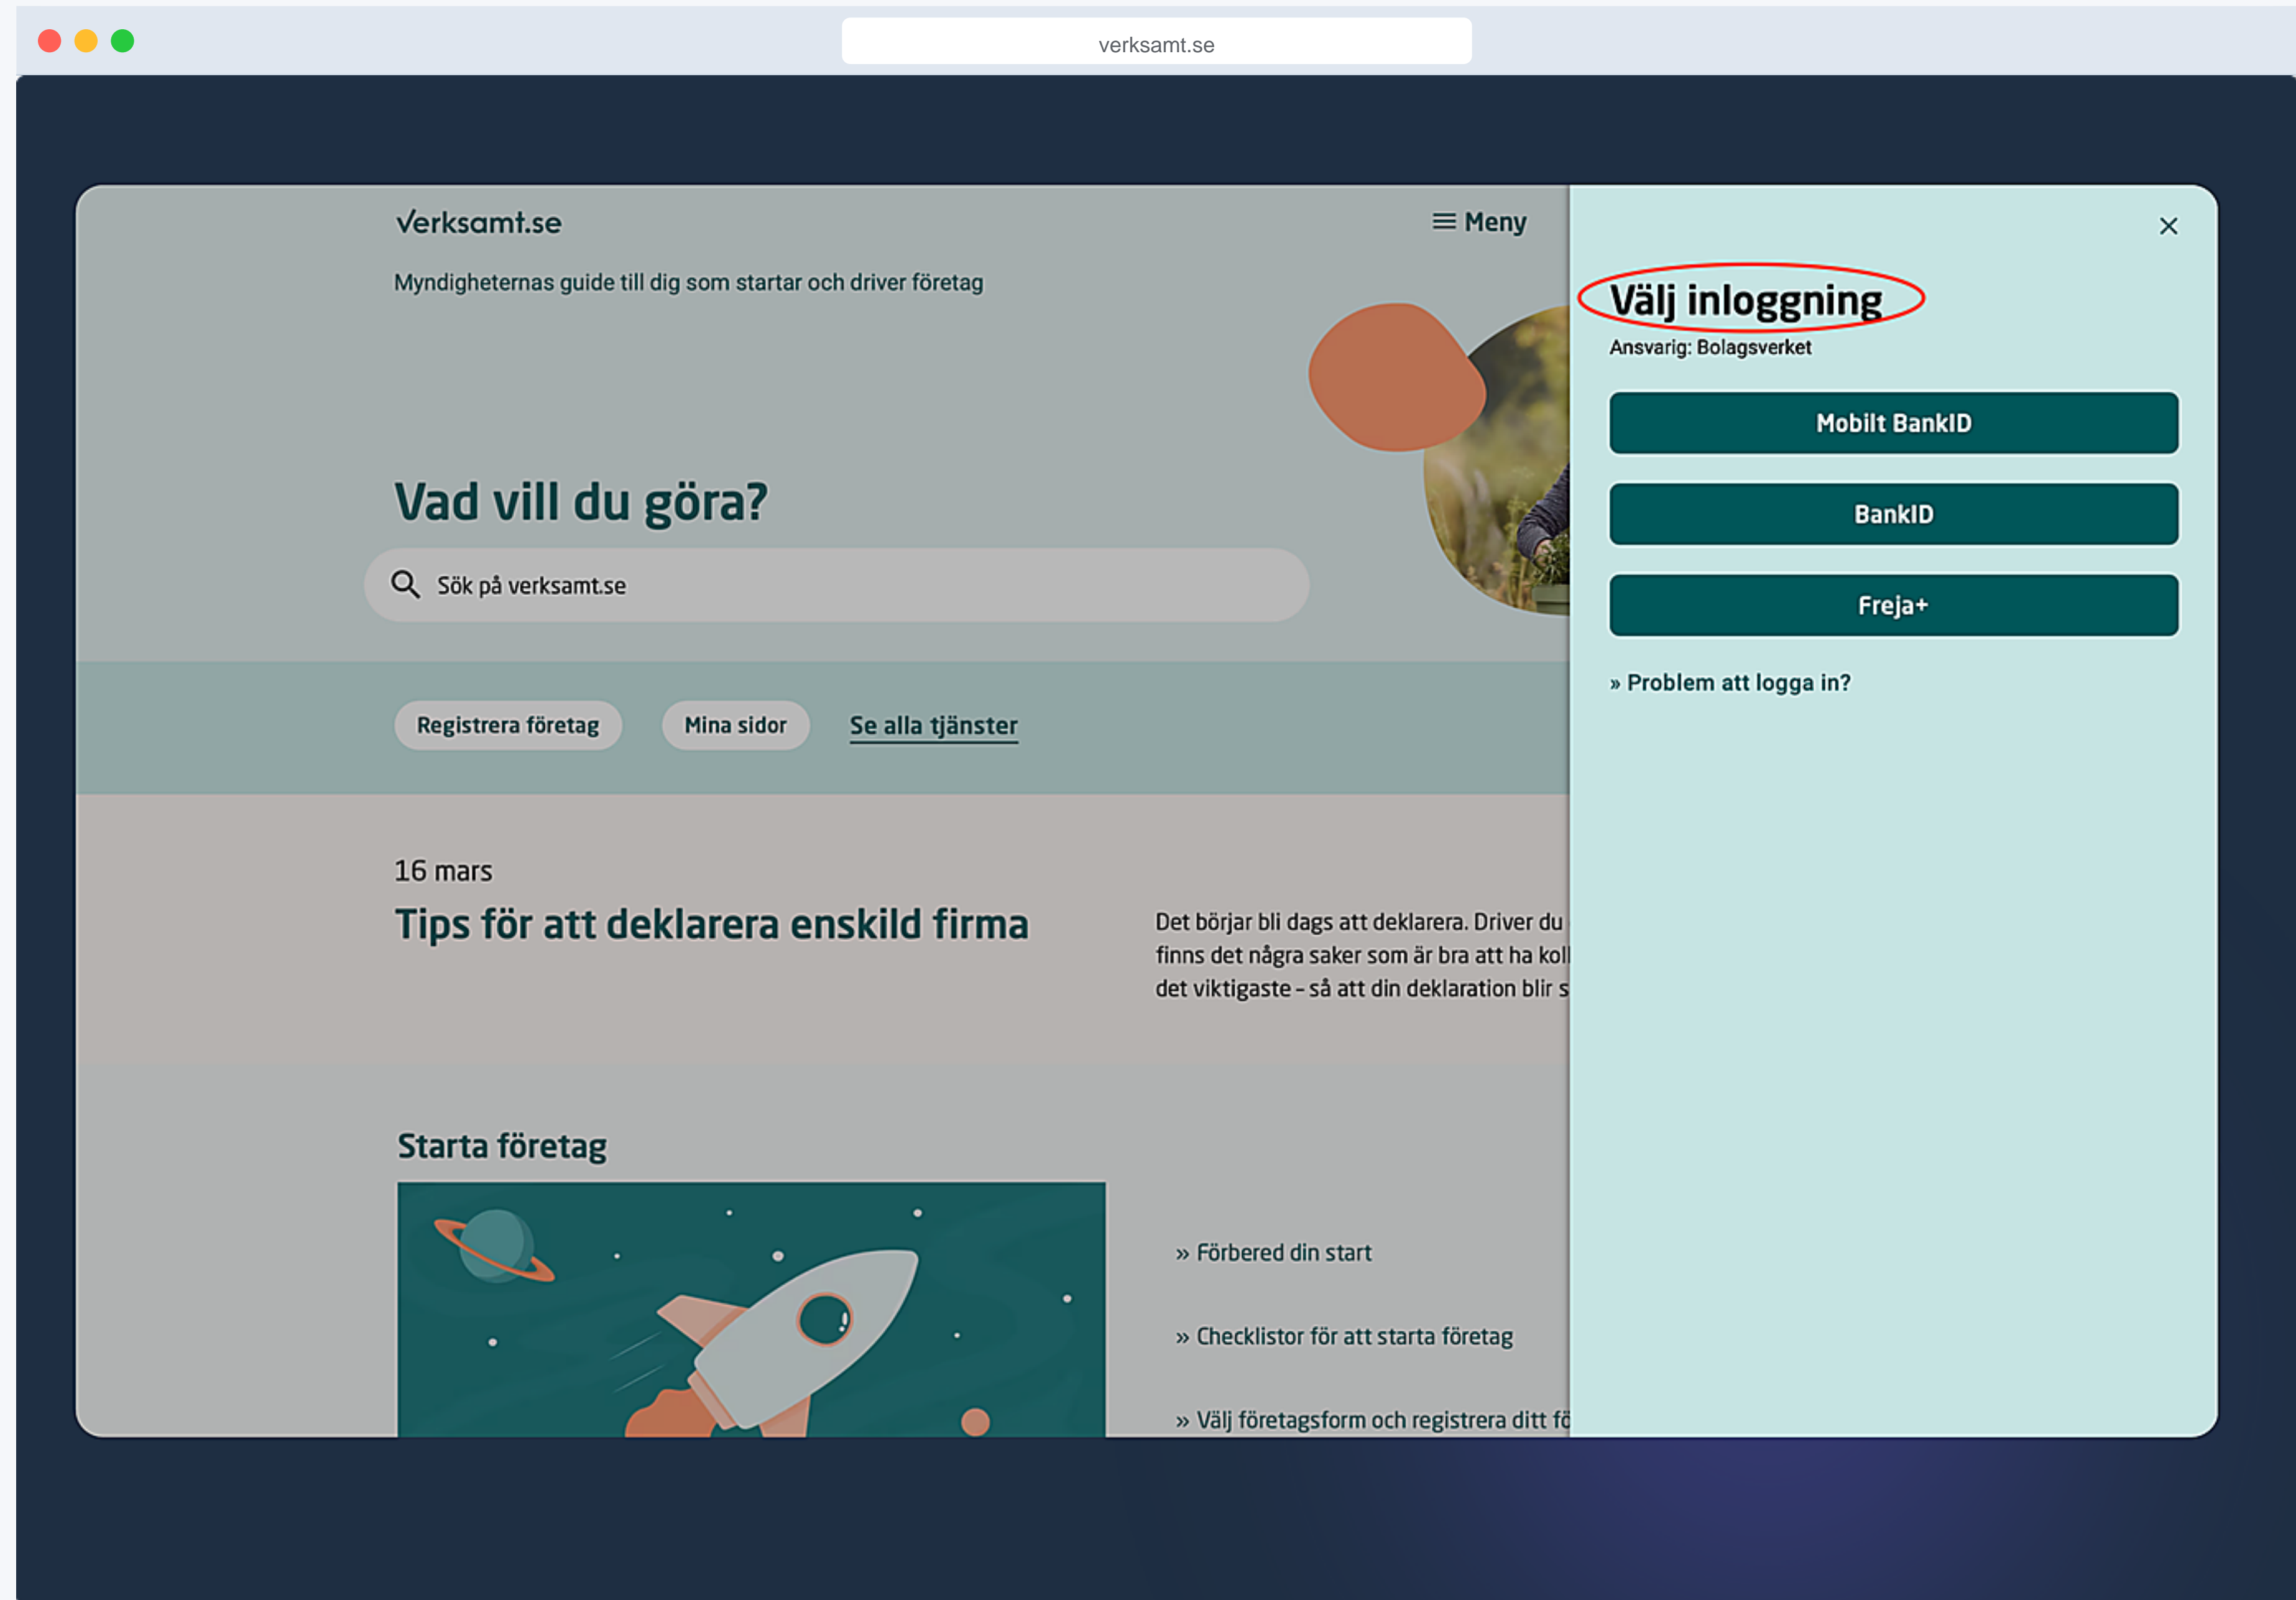 verksamt.se
verksamt.se
Meny
Myndigheternas guide till dig som startar och driver företag
Vad vill du göra?
Sök på verksamt.se
Registrera företag
Mina sidor
Se alla tjänster
16 mars
Tips för att deklarera enskild firma
Det börjar bli dags att deklarera. Driver du
finns det några saker som är bra att ha
det viktigaste – så att din deklaration blir
Starta företag
» Förbered din start
» Checklistor för att starta företag
» Välj företagsform och registrera ditt
Välj inloggning
Ansvarig: Bolagsverket
Mobilt BankID
BankID
Freja+
» Problem att logga in?